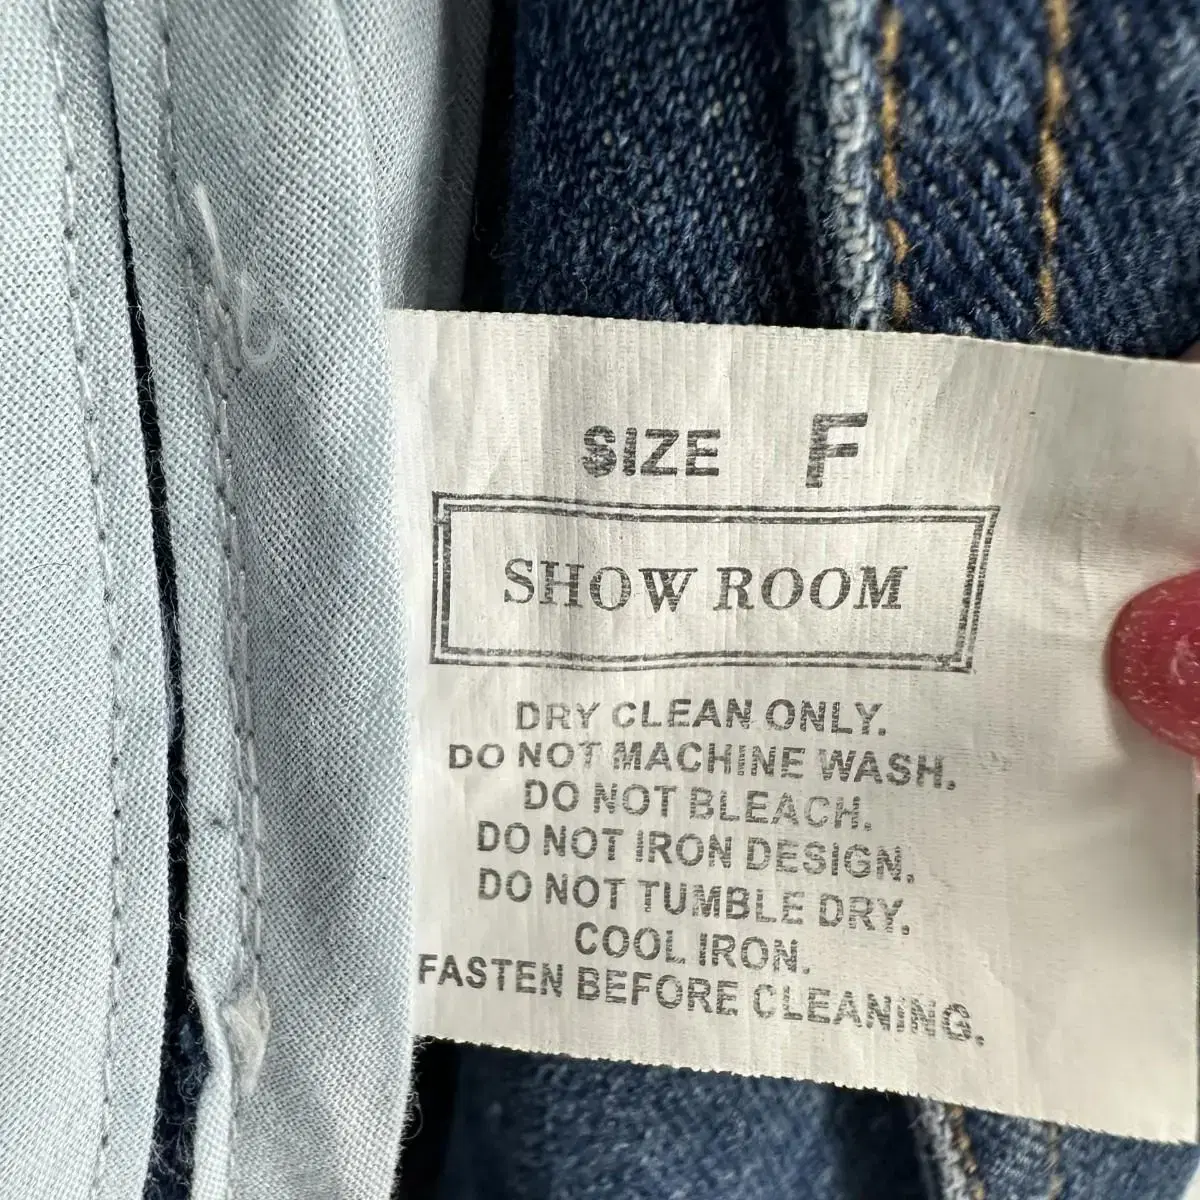 SIZE F
SHOW ROOM
DRY CLEAN ONLY.
DO NOT MACHINE WASH.
DO NOT BLEACH.
DO NOT IRON DESIGN.
DO NOT TUMBLE DRY.
COOL IRON.
FASTEN BEFORE CLEANING.